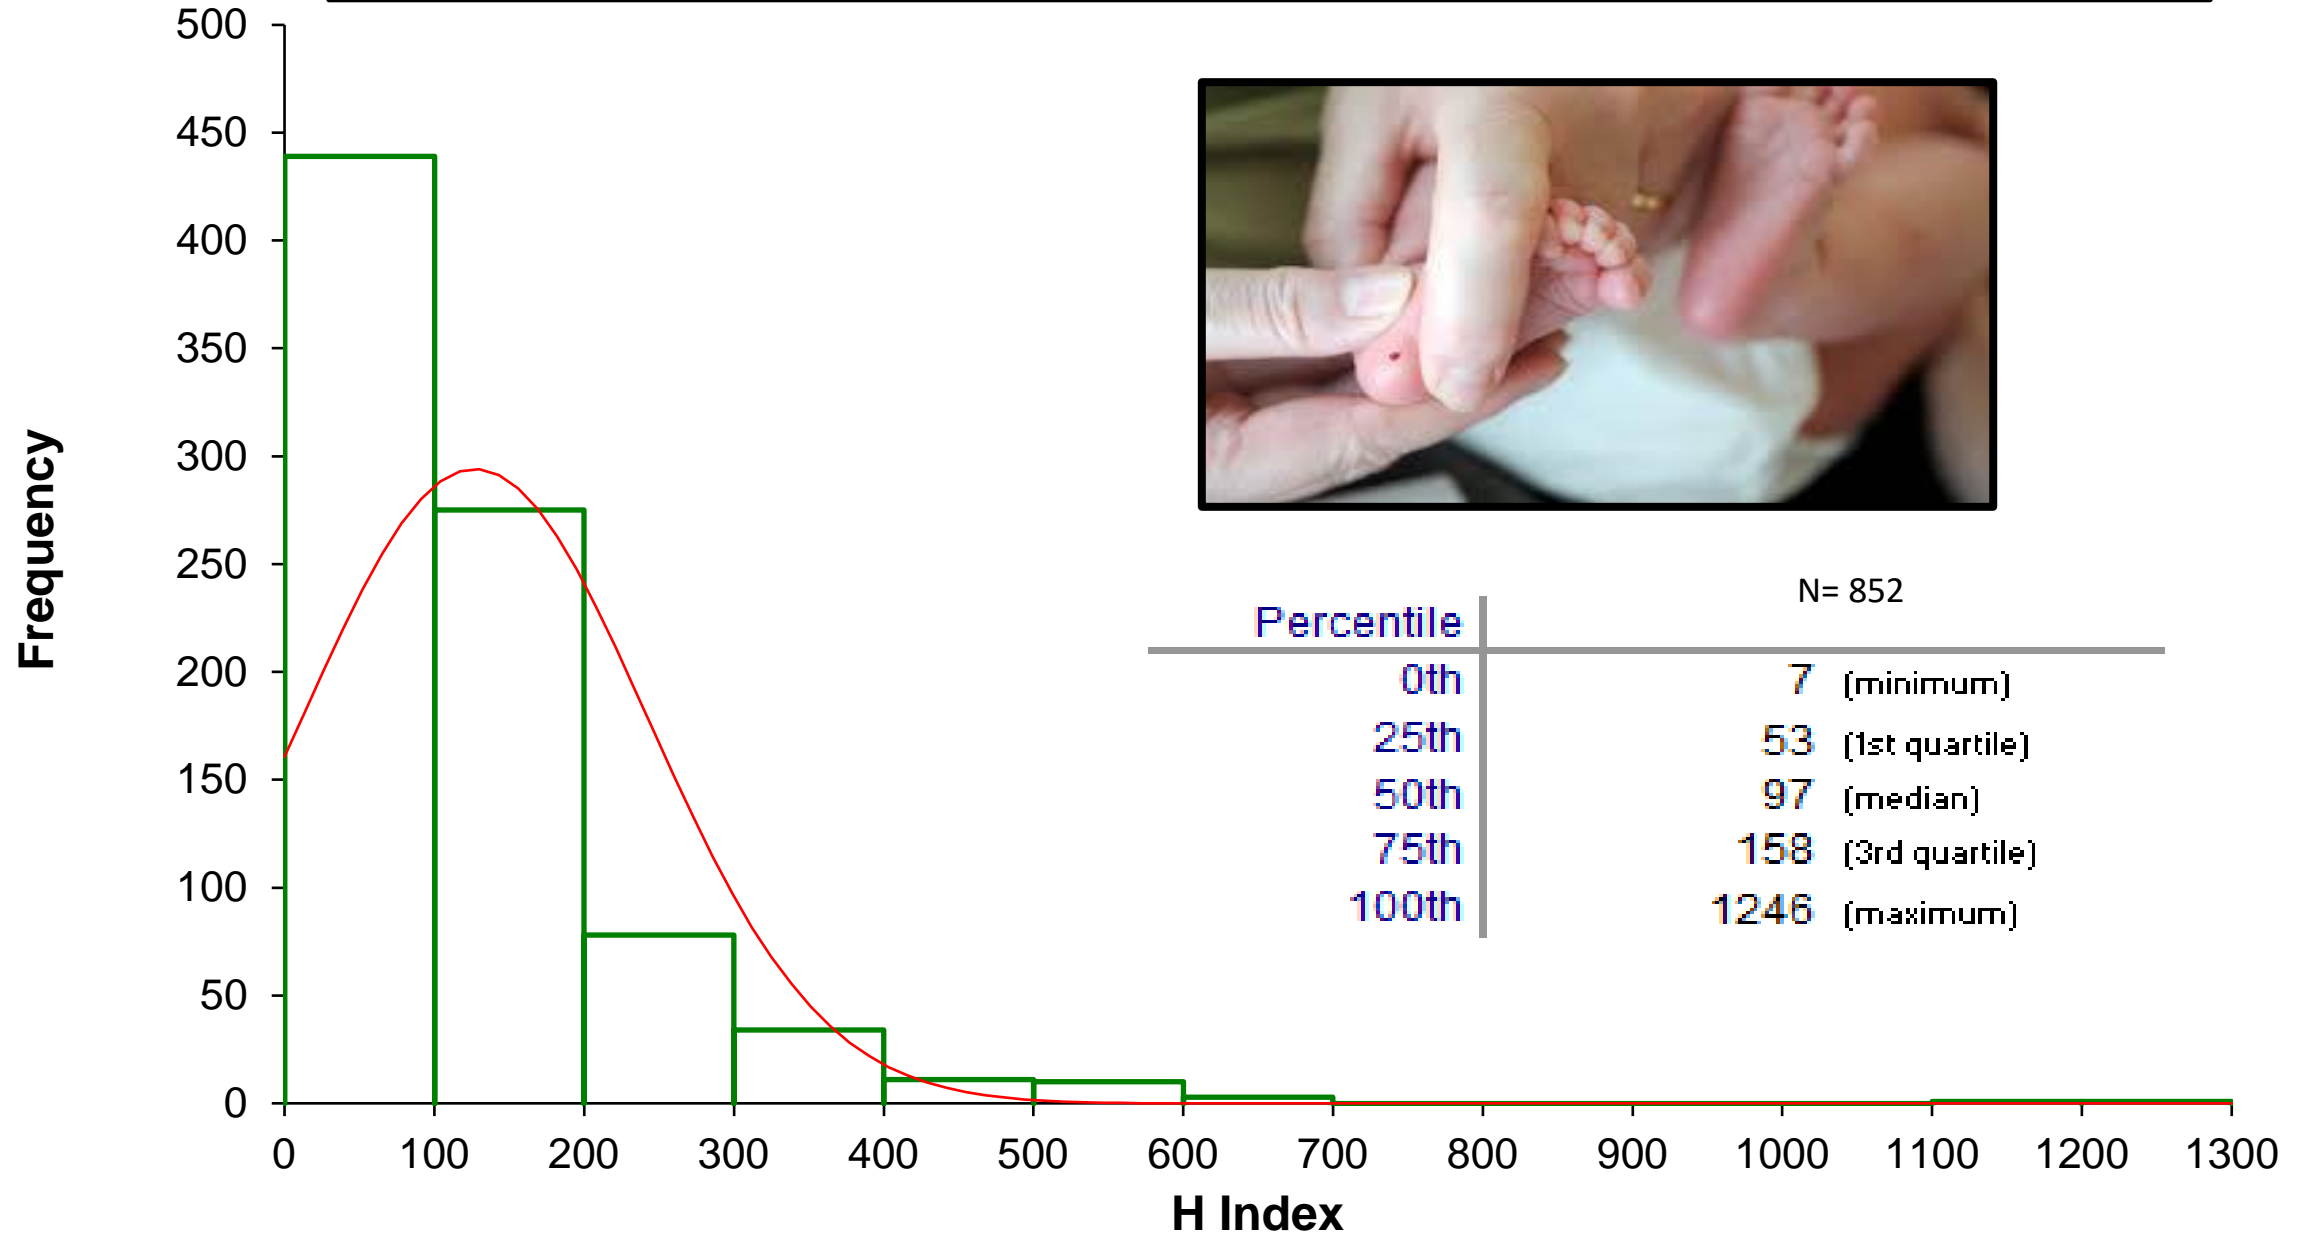 500
450
400
350
300
250
200
150
100
50
0
Frequency
N= 852
Percentile
0th 7 (minimum)
25th 53 (1st quartile)
50th 97 (median)
75th 158 (3rd quartile)
100th 1246 (maximum)
0 100 200 300 400 500 600 700 800 900 1000 1100 1200 1300
H Index